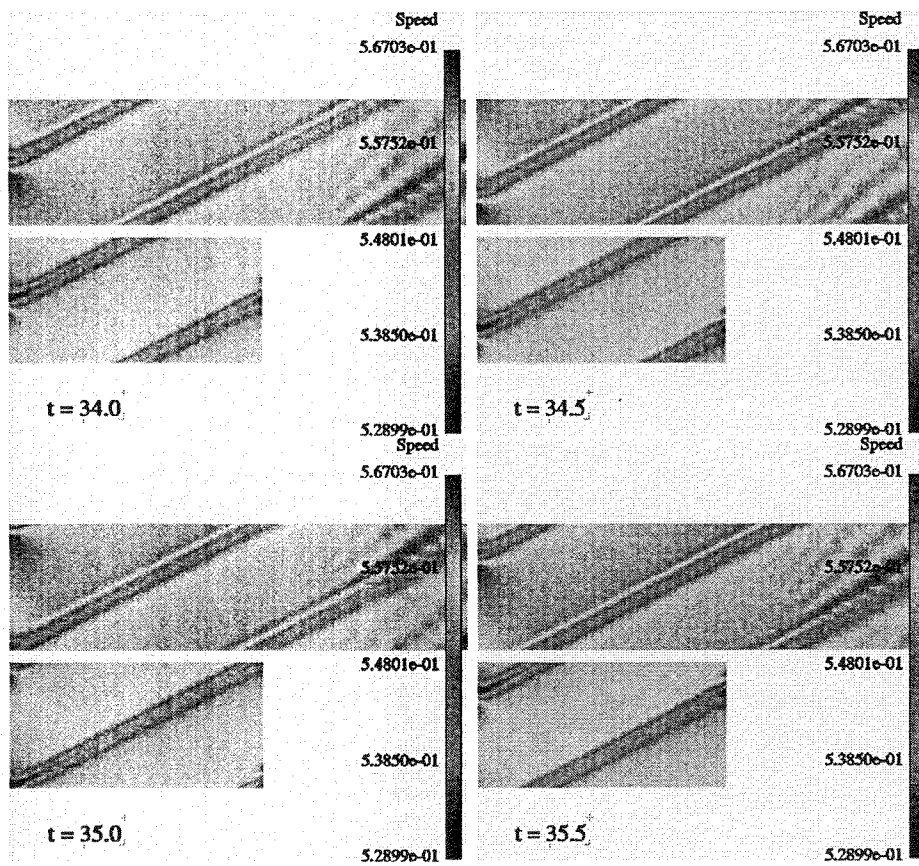 Speed
5.6703e-01
5.5752e-01
5.4801e-01
5.3850e-01
5.2899e-01
t = 34.0
Speed
5.6703e-01
5.5752e-01
5.4801e-01
5.3850e-01
5.2899e-01
t = 34.5
Speed
5.6703e-01
5.5752e-01
5.4801e-01
5.3850e-01
5.2899e-01
t = 35.0
Speed
5.6703e-01
5.5752e-01
5.4801e-01
5.3850e-01
5.2899e-01
t = 35.5